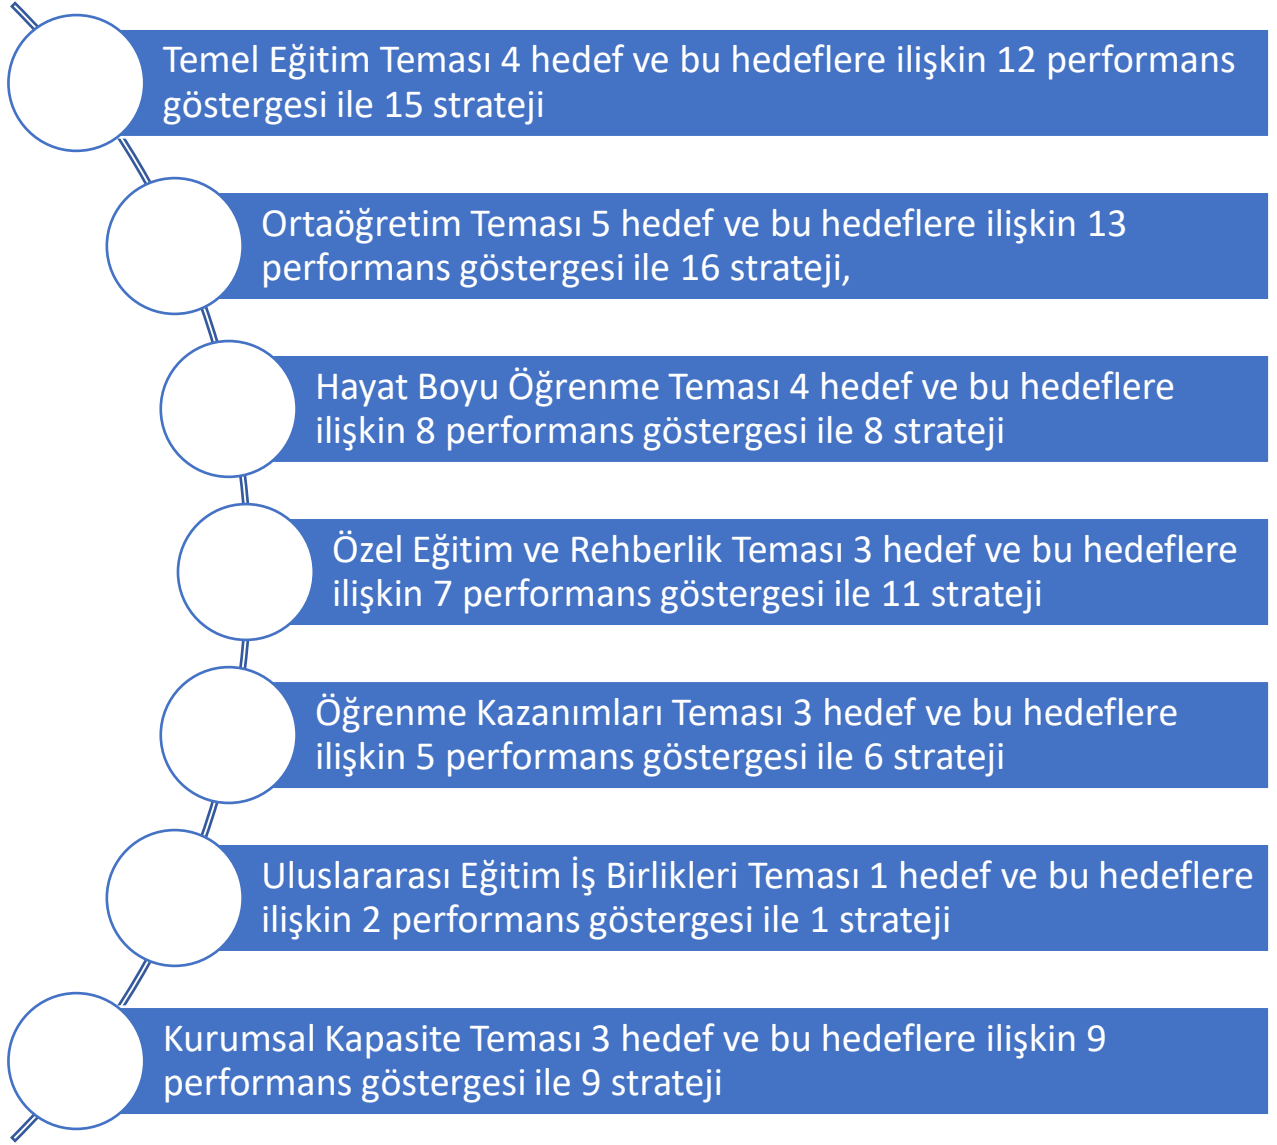 Temel Eğitim Teması 4 hedef ve bu hedeflere ilişkin 12 performans
göstergesi ile 15 strateji
Ortaöğretim Teması 5 hedef ve bu hedeflere ilişkin 13
performans göstergesi ile 16 strateji,
Hayat Boyu Öğrenme Teması 4 hedef ve bu hedeflere
ilişkin 8 performans göstergesi ile 8 strateji
Özel Eğitim ve Rehberlik Teması 3 hedef ve bu hedeflere
ilişkin 7 performans göstergesi ile 11 strateji
Öğrenme Kazanımları Teması 3 hedef ve bu hedeflere
ilişkin 5 performans göstergesi ile 6 strateji
Uluslararası Eğitim İş Birlikleri Teması 1 hedef ve bu hedeflere
ilişkin 2 performans göstergesi ile 1 strateji
Kurumsal Kapasite Teması 3 hedef ve bu hedeflere ilişkin 9
performans göstergesi ile 9 strateji